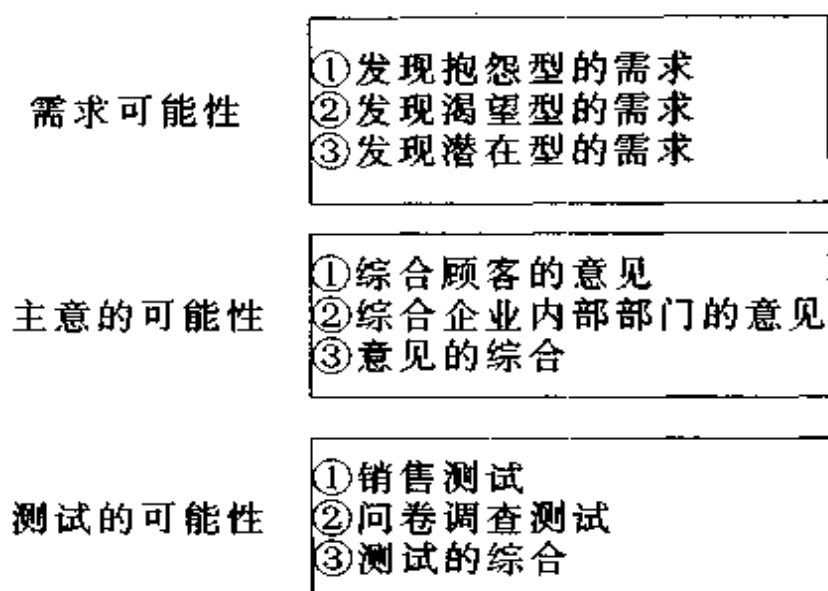 需求可能性
①发现抱怨型的需求
②发现渴望型的需求
③发现潜在型的需求
主意的可能性
①综合顾客的意见
②综合企业内部部门的意见
③意见的综合
测试的可能性
①销售测试
②问卷调查测试
③测试的综合